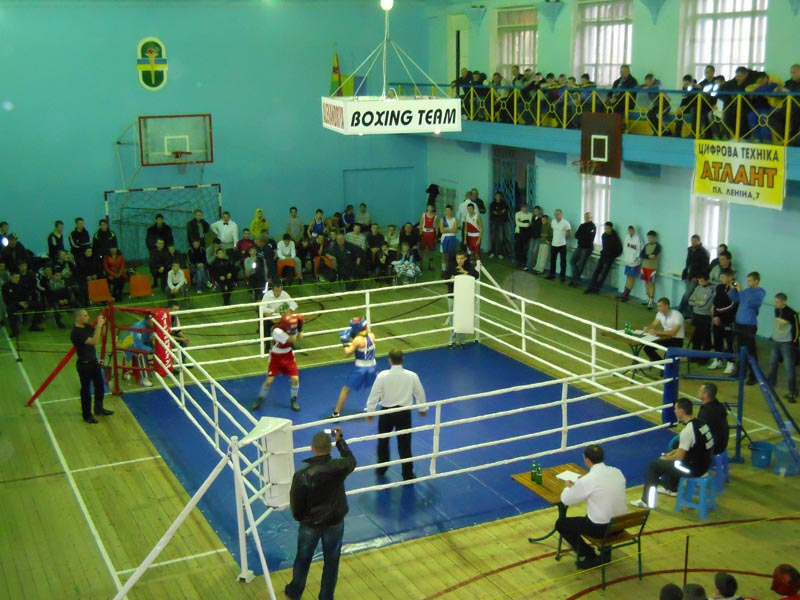 BOXING TEAM
ЦИФРОВА ТЕХНІКА
АТЛАНТ
ПЛ. ЛЕНІНА, 7